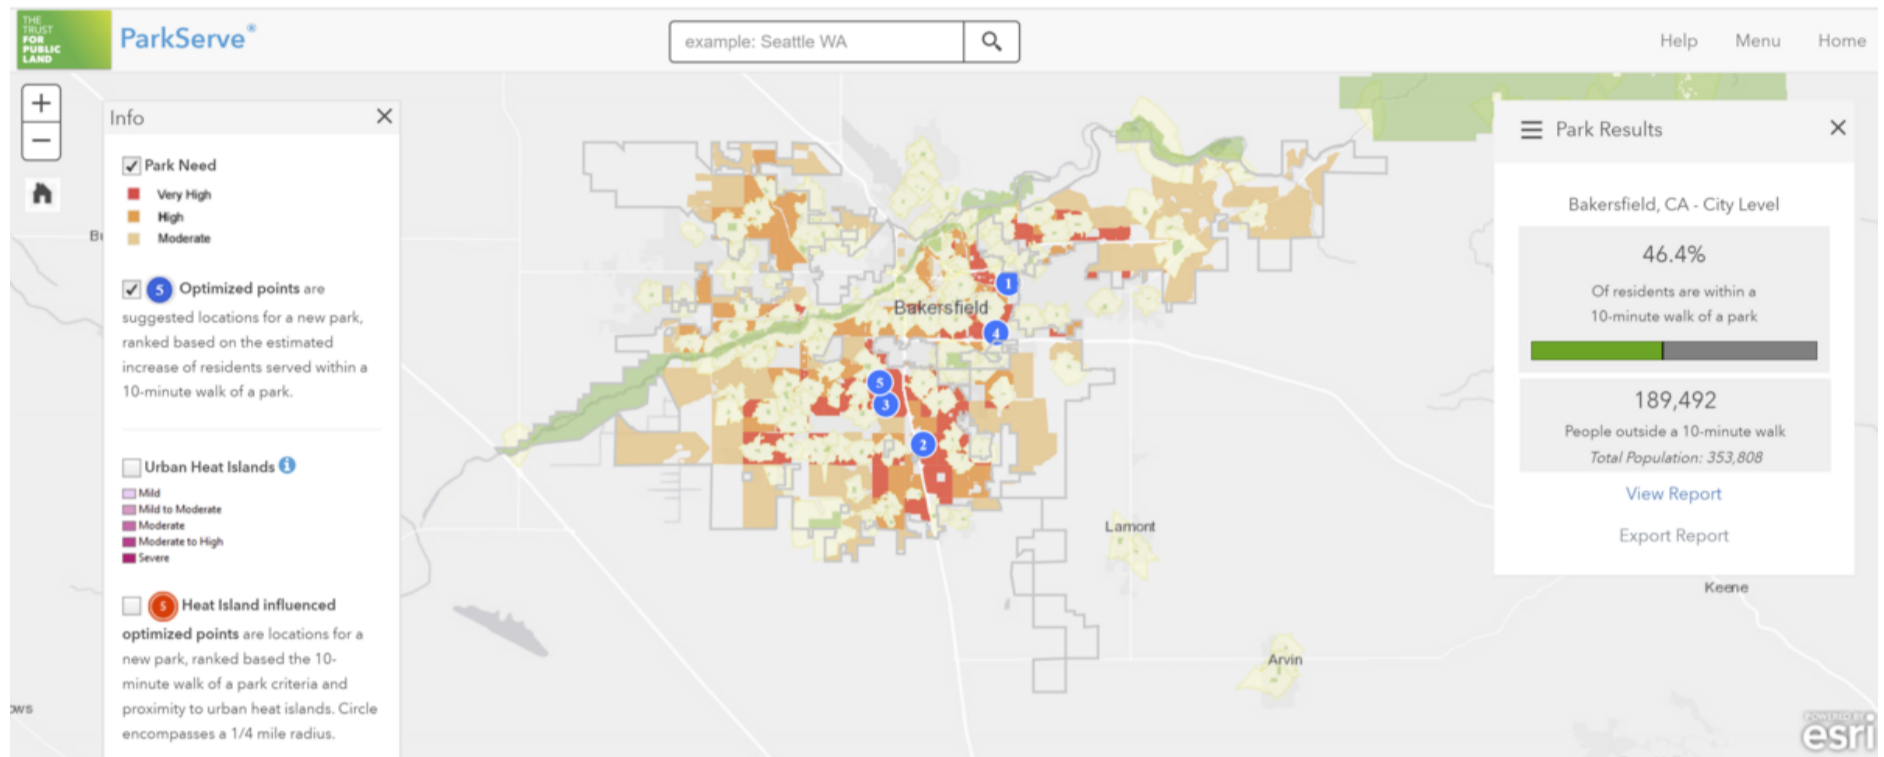 THE
TRUST
FOR
PUBLIC
LAND
ParkServe®
example: Seattle WA
Help
Menu
Home
+
−
Info
Park Need
Very High
High
Moderate
5 Optimized points are
suggested locations for a new park,
ranked based on the estimated
increase of residents served within a
10-minute walk of a park.
Urban Heat Islands i
Mild
Mild to Moderate
Moderate
Moderate to High
Severe
5 Heat Island influenced
optimized points are locations for a
new park, ranked based the 10-
minute walk of a park criteria and
proximity to urban heat islands. Circle
encompasses a 1/4 mile radius.
1
Bakersfield
4
5
3
2
Lamont
Arvin
Keene
Park Results
Bakersfield, CA - City Level
46.4%
Of residents are within a
10-minute walk of a park
189,492
People outside a 10-minute walk
Total Population: 353,808
View Report
Export Report
POWERED BY
esri